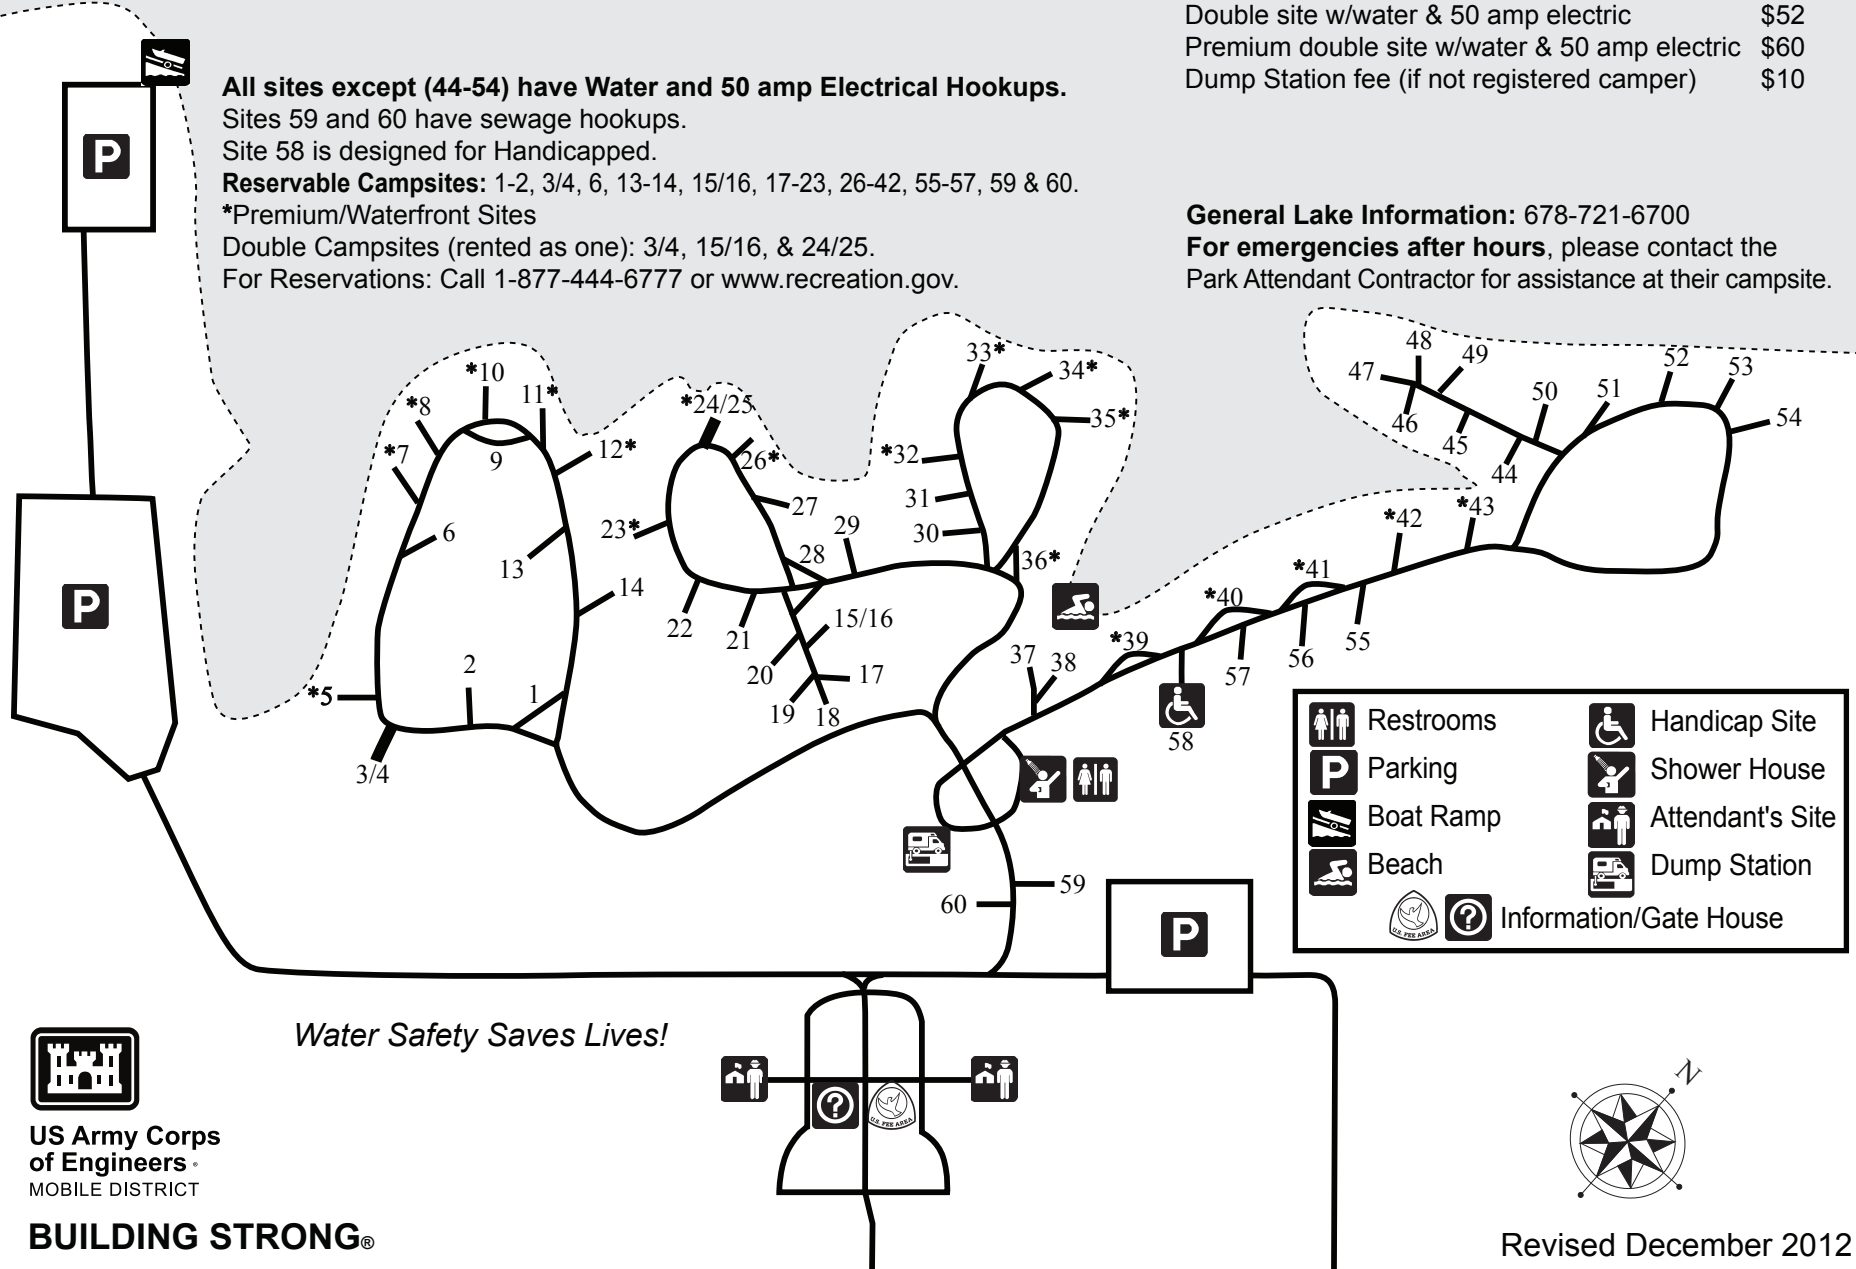 Double site w/water & 50 amp electric $52
Premium double site w/water & 50 amp electric $60
Dump Station fee (if not registered camper) $10
All sites except (44-54) have Water and 50 amp Electrical Hookups.
Sites 59 and 60 have sewage hookups.
Site 58 is designed for Handicapped.
Reservable Campsites: 1-2, 3/4, 6, 13-14, 15/16, 17-23, 26-42, 55-57, 59 & 60.
*Premium/Waterfront Sites
Double Campsites (rented as one): 3/4, 15/16, & 24/25.
For Reservations: Call 1-877-444-6777 or www.recreation.gov.
General Lake Information: 678-721-6700
For emergencies after hours, please contact the
Park Attendant Contractor for assistance at their campsite.
P
P
*5
3/4
2
1
6
*7
*8
9
*10
11*
12*
13
14
15/16
17
18
19
20
21
22
23*
*24/25
26*
27
28
29
30
31
*32
33*
34*
35*
36*
37
38
*39
*40
*41
*42
*43
44
45
46
47
48
49
50
51
52
53
54
55
56
57
58
59
60
P
Restrooms
P Parking
Boat Ramp
Beach
Handicap Site
Shower House
Attendant's Site
Dump Station
U.S. FEE AREA ? Information/Gate House
? U.S. FEE AREA
Water Safety Saves Lives!
US Army Corps
of Engineers®
MOBILE DISTRICT
BUILDING STRONG®
N
Revised December 2012